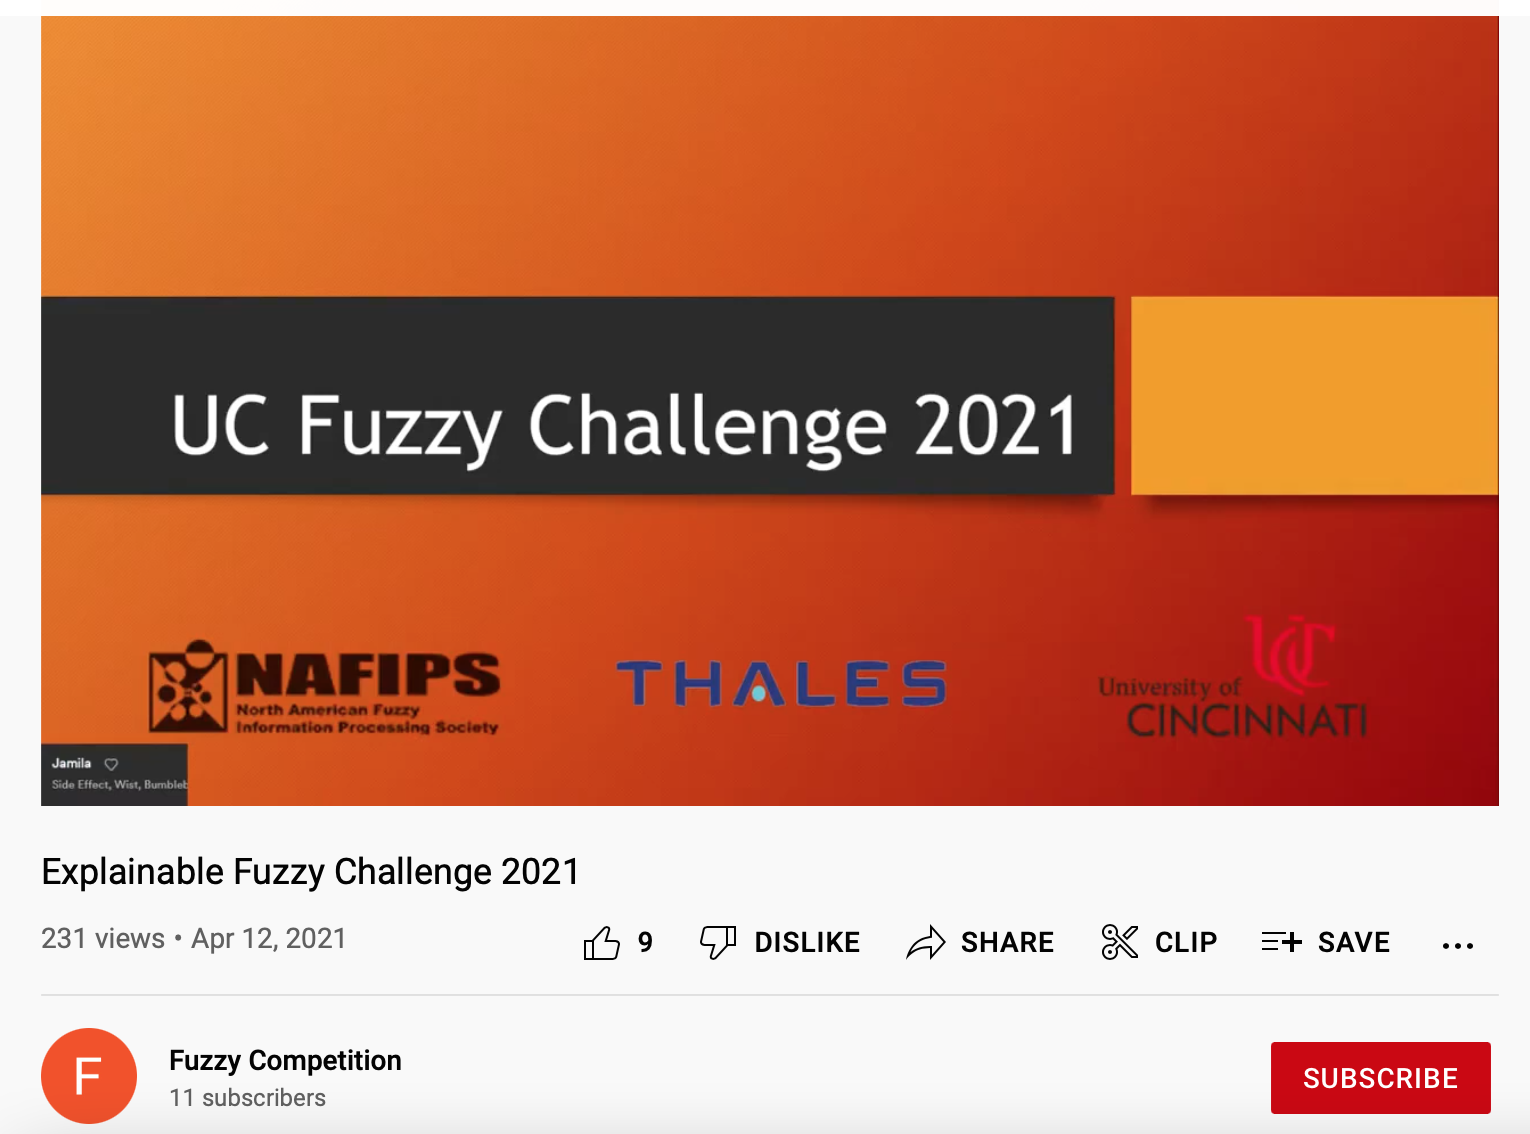 UC Fuzzy Challenge 2021
NAFIPS
North American Fuzzy
Information Processing Society
THALES
UC
University of
CINCINNATI
Jamila
Side Effect, Wist, Bumbleb
Explainable Fuzzy Challenge 2021
231 views • Apr 12, 2021
9
DISLIKE
SHARE
CLIP
SAVE
...
F
Fuzzy Competition
11 subscribers
SUBSCRIBE